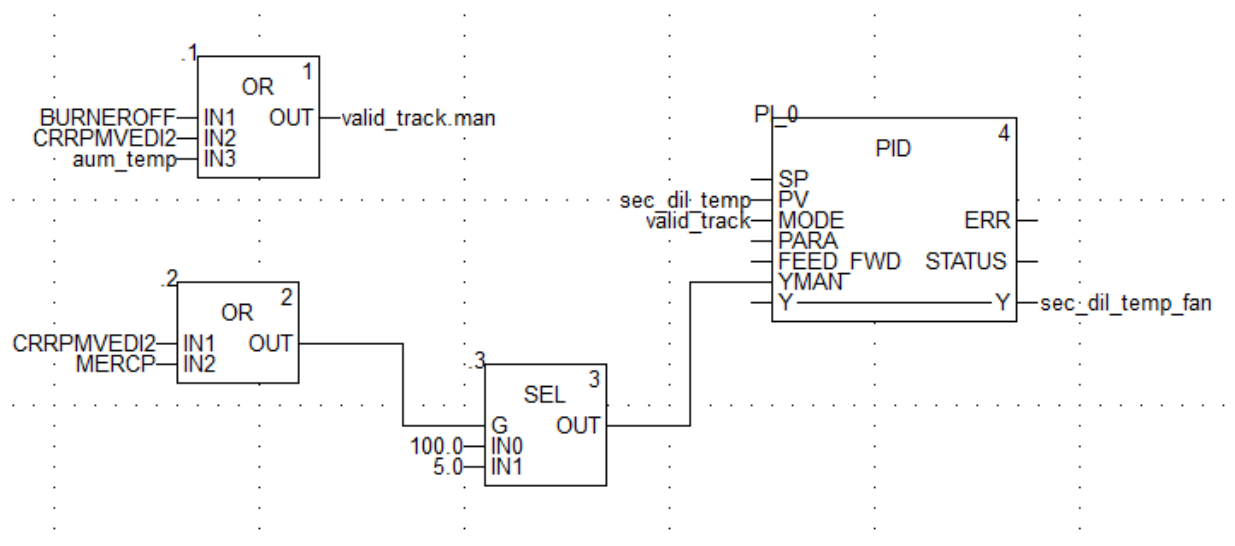 .1
1
OR
BURNEROFF IN1 OUT valid_track.man
CRRPMVEDI2 IN2
aum_temp IN3
PI_0
4
PID
SP
sec_dil_temp PV
valid_track MODE ERR
PARA
FEED_FWD STATUS
YMAN
Y Y sec_dil_temp_fan
.2
2
OR
CRRPMVEDI2 IN1 OUT
MERCP IN2
.3
3
SEL
G OUT
100.0 IN0
5.0 IN1